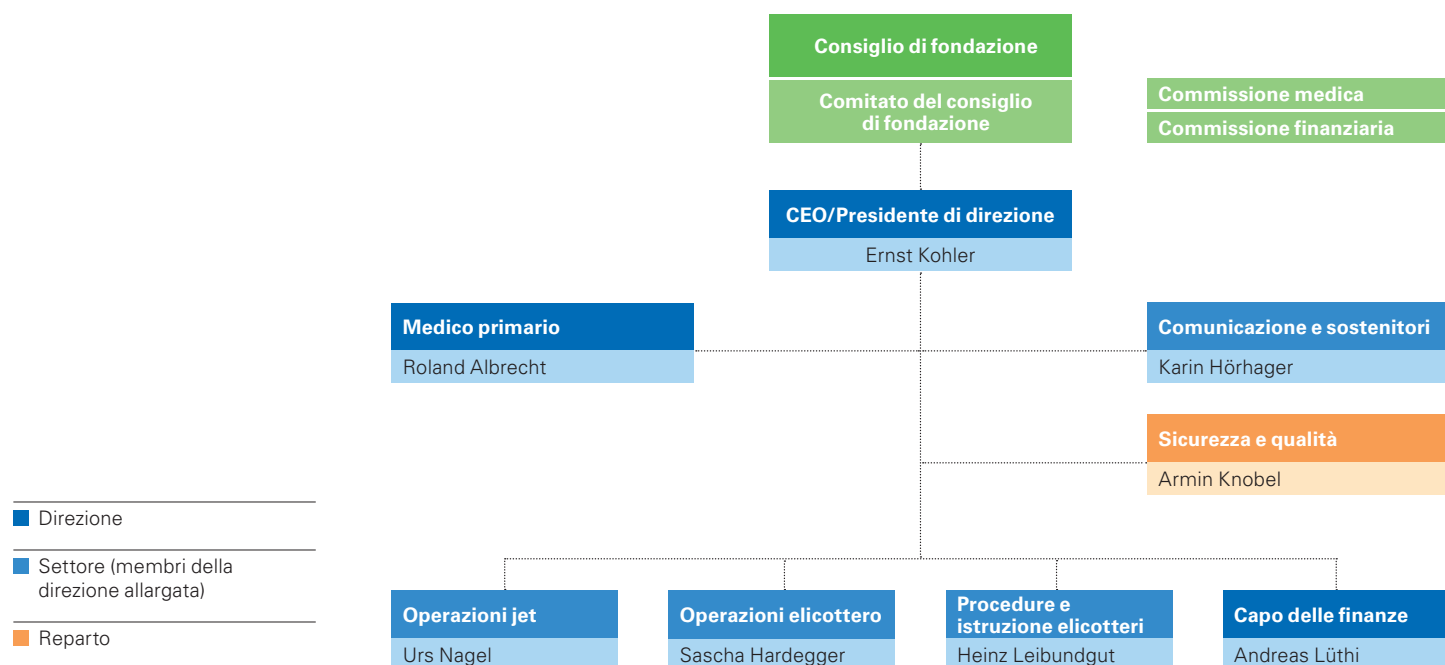 Consiglio di fondazione
Comitato del consiglio
di fondazione
Commissione medica
Commissione finanziaria
CEO/Presidente di direzione
Ernst Kohler
Medico primario
Roland Albrecht
Comunicazione e sostenitori
Karin Hörhager
Sicurezza e qualità
Armin Knobel
Direzione
Settore (membri della
direzione allargata)
Reparto
Operazioni jet
Urs Nagel
Operazioni elicottero
Sascha Hardegger
Procedure e
istruzione elicotteri
Heinz Leibundgut
Capo delle finanze
Andreas Lüthi